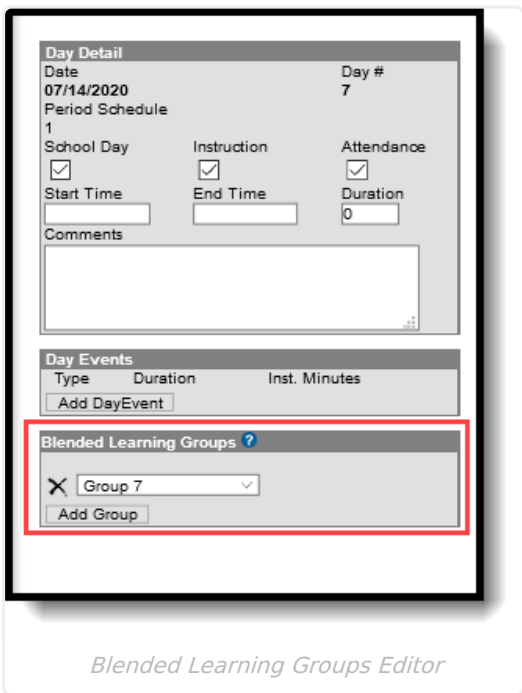 Day Detail
Date Day #
07/14/2020 7
Period Schedule
1
School Day Instruction Attendance
Start Time End Time Duration
0
Comments
Day Events
Type Duration Inst. Minutes
Add DayEvent
Blended Learning Groups ?
Group 7
Add Group
Blended Learning Groups Editor